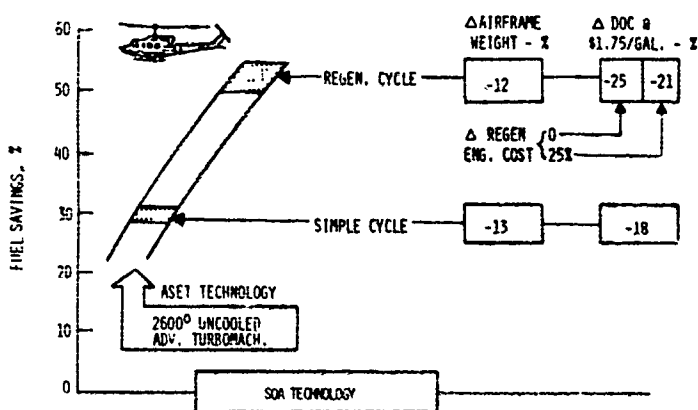 60
50
40
30
20
10
0
FUEL SAVINGS, %
△AIRFRAME
WEIGHT - %
△ DOC @
$1.75/GAL. - %
REGEN. CYCLE
-12
-25
-21
△ REGEN
ENG. COST
0
25%
SIMPLE CYCLE
-13
-18
ASET TECHNOLOGY
2600° UNCOOLED
ADV. TURBOMACH.
SOA TECHNOLOGY